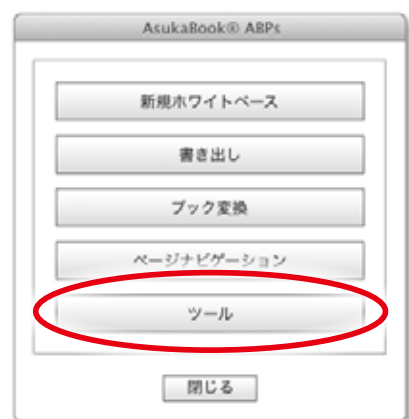 AsukaBook® ABPs
新規ホワイトベース
書き出し
ブック変換
ページナビゲーション
ツール
閉じる